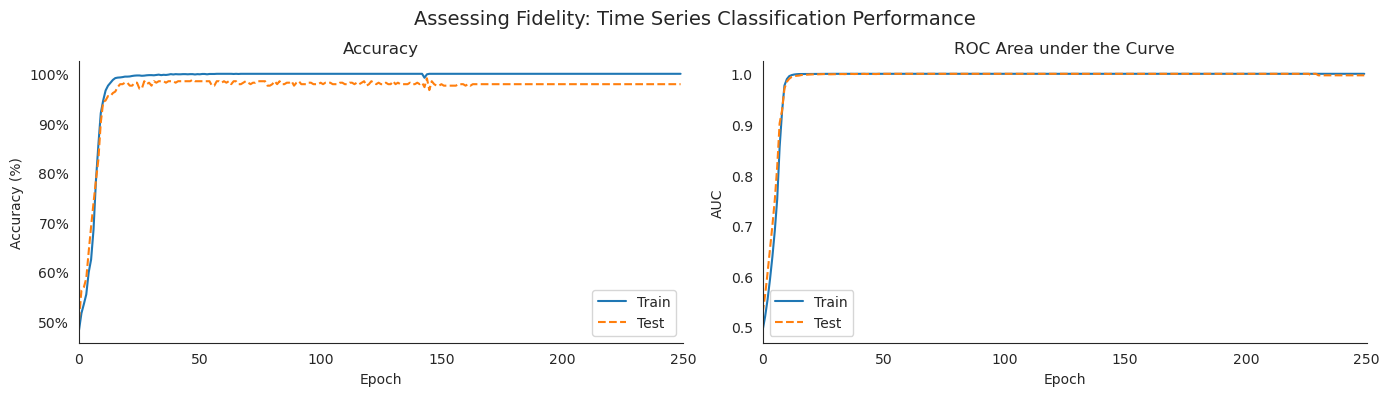 Assessing Fidelity: Time Series Classification Performance
Accuracy
100%
90%
80%
70%
60%
50%
Accuracy (%)
0 50 100 150 200 250
Epoch
Train
Test
ROC Area under the Curve
1.0
0.9
0.8
0.7
0.6
0.5
AUC
0 50 100 150 200 250
Epoch
Train
Test